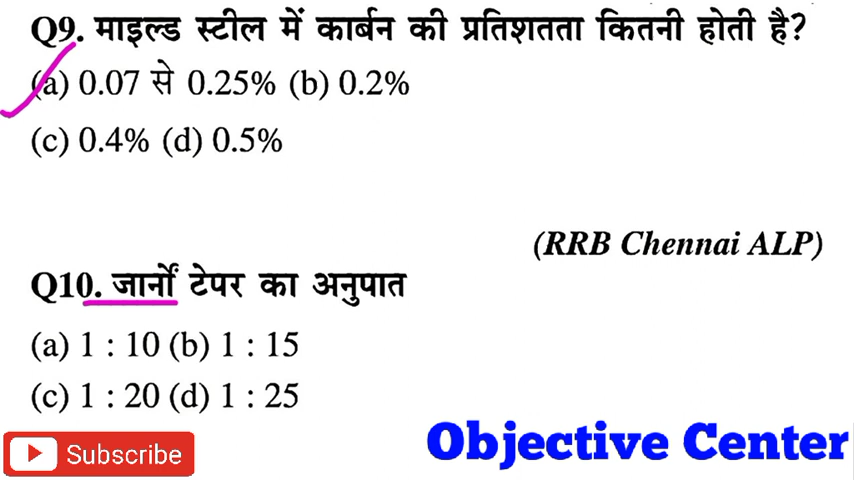 Q9. माइल्ड स्टील में कार्बन की प्रतिशतता कितनी होती है?
(a) 0.07 से 0.25% (b) 0.2%
(c) 0.4% (d) 0.5%
(RRB Chennai ALP)
Q10. जार्नो टेपर का अनुपात
(a) 1 : 10 (b) 1 : 15
(c) 1 : 20 (d) 1 : 25
Objective Center
Subscribe